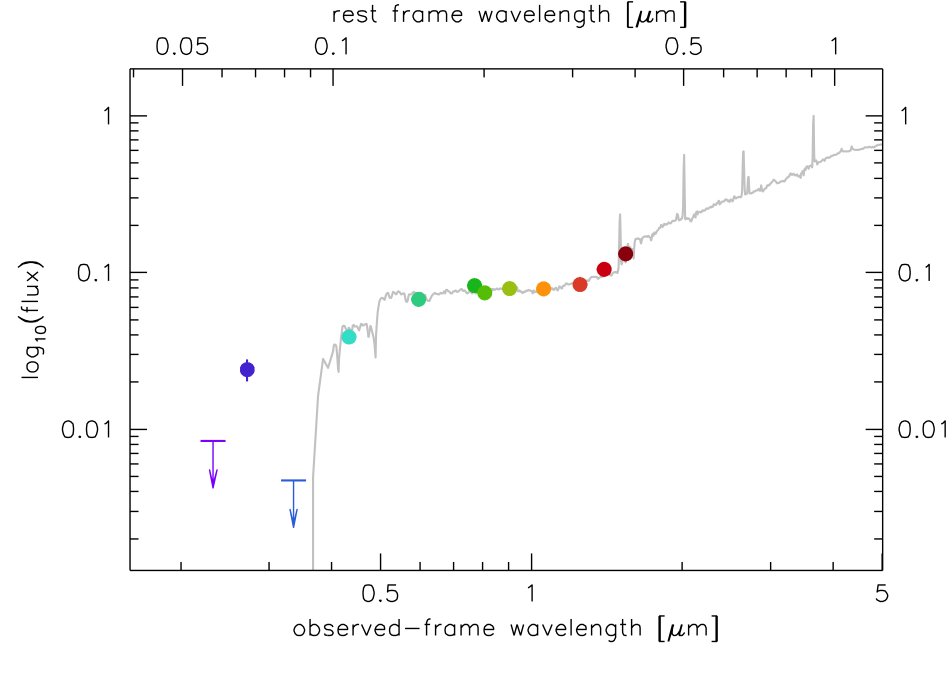 rest frame wavelength [μm]
0.05 0.1 0.5 1
1 1
0.1 0.1
0.01 0.01
log₁₀(flux)
0.5 1 5
observed-frame wavelength [μm]